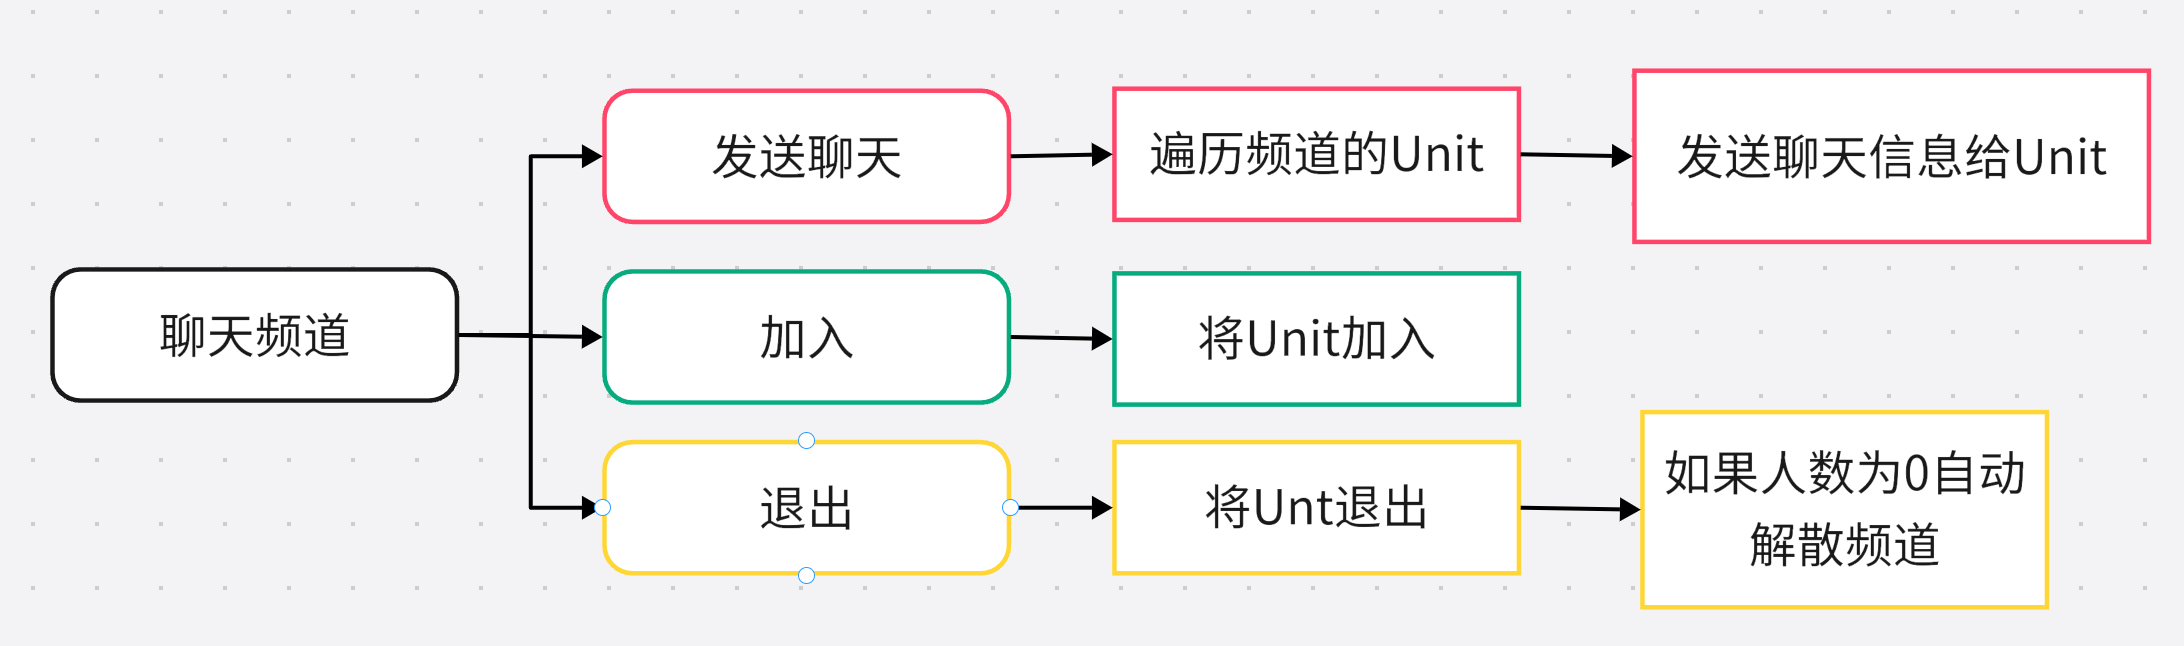 聊天频道
发送聊天
遍历频道的Unit
发送聊天信息给Unit
加入
将Unit加入
退出
将Unt退出
如果人数为0自动
解散频道